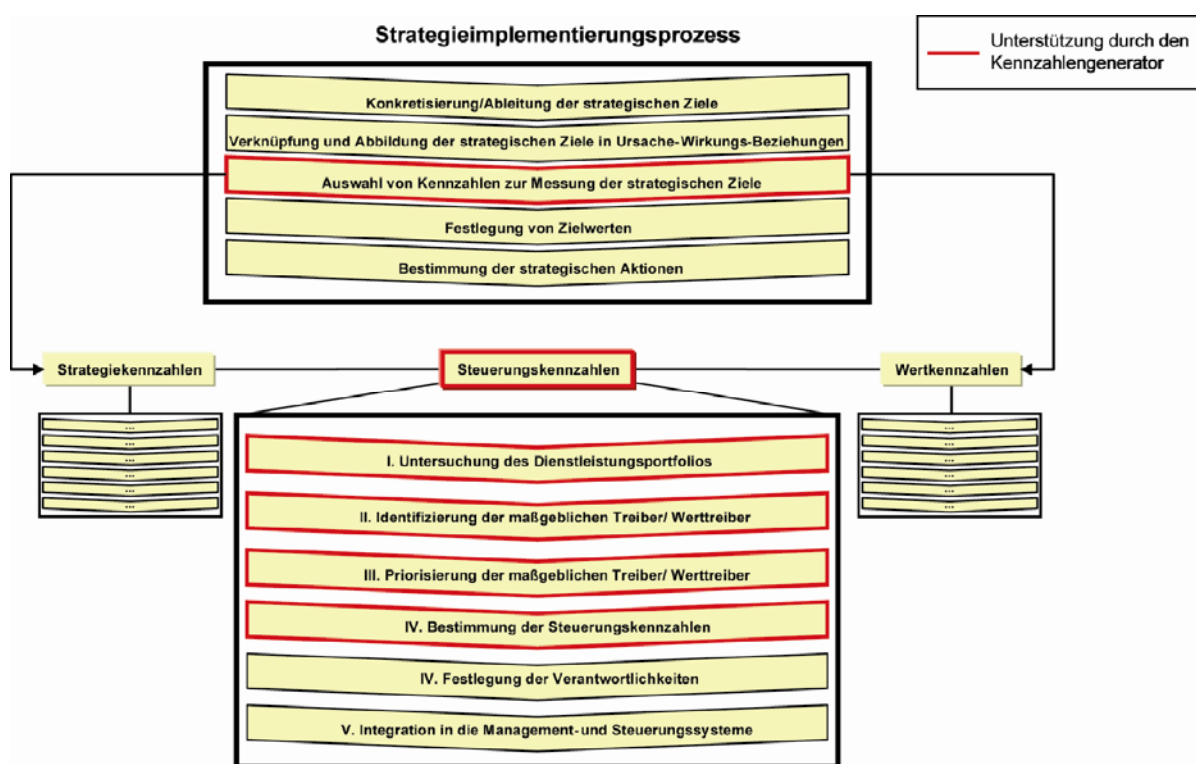 Strategieimplementierungsprozess
Unterstützung durch den
Kennzahlengenerator
Konkretisierung/Ableitung der strategischen Ziele
Verknüpfung und Abbildung der strategischen Ziele in Ursache-Wirkungs-Beziehungen
Auswahl von Kennzahlen zur Messung der strategischen Ziele
Festlegung von Zielwerten
Bestimmung der strategischen Aktionen
Strategiekennzahlen
Steuerungskennzahlen
Wertkennzahlen
...
...
...
...
...
...
I. Untersuchung des Dienstleistungsportfolios
II. Identifizierung der maßgeblichen Treiber/ Werttreiber
III. Priorisierung der maßgeblichen Treiber/ Werttreiber
IV. Bestimmung der Steuerungskennzahlen
IV. Festlegung der Verantwortlichkeiten
V. Integration in die Management-und Steuerungssysteme
...
...
...
...
...
...